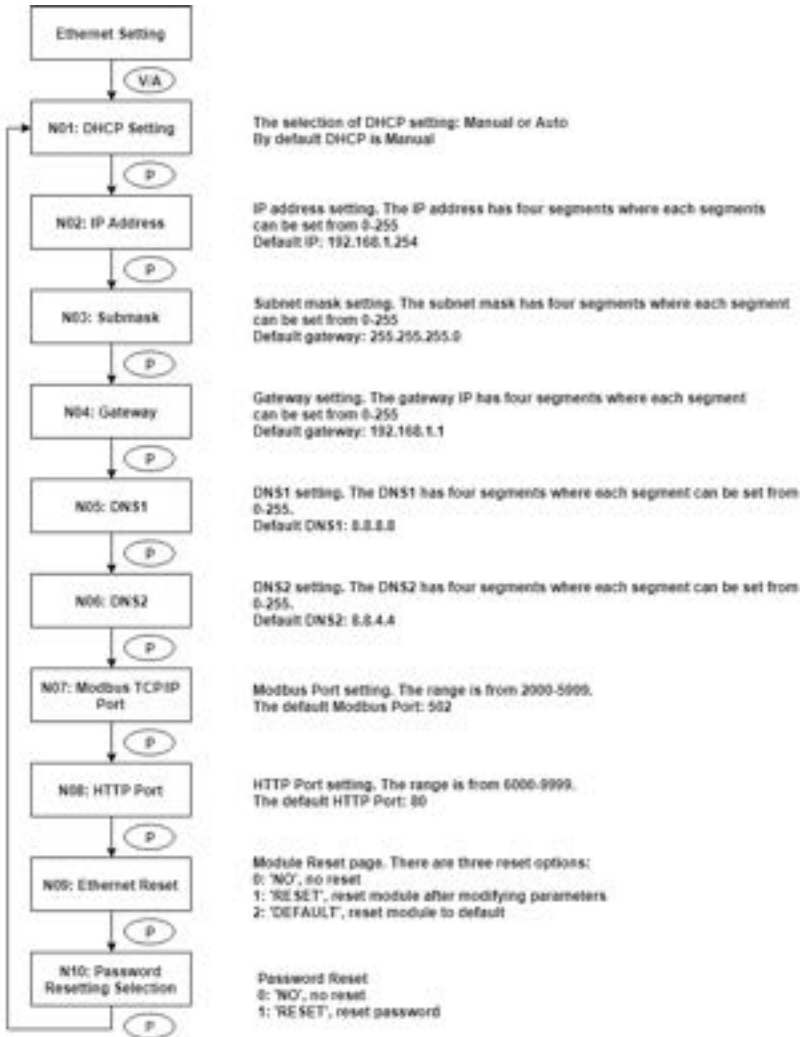 Ethernet Setting
V/A
N01: DHCP Setting
The selection of DHCP setting: Manual or Auto
By default DHCP is Manual
P
N02: IP Address
IP address setting. The IP address has four segments where each segments
can be set from 0-255
Default IP: 192.168.1.254
P
N03: Submask
Subnet mask setting. The subnet mask has four segments where each segment
can be set from 0-255
Default gateway: 255.255.255.0
P
N04: Gateway
Gateway setting. The gateway IP has four segments where each segment
can be set from 0-255
Default gateway: 192.168.1.1
P
N05: DNS1
DNS1 setting. The DNS1 has four segments where each segment can be set from
0-255.
Default DNS1: 8.8.8.8
P
N06: DNS2
DNS2 setting. The DNS2 has four segments where each segment can be set from
0-255.
Default DNS2: 8.8.4.4
P
N07: Modbus TCP/IP
Port
Modbus Port setting. The range is from 2000-5999.
The default Modbus Port: 502
P
N08: HTTP Port
HTTP Port setting. The range is from 6000-9999.
The default HTTP Port: 80
P
N09: Ethernet Reset
Module Reset page. There are three reset options:
0: 'NO', no reset
1: 'RESET', reset module after modifying parameters
2: 'DEFAULT', reset module to default
P
N10: Password
Resetting Selection
Password Reset
0: 'NO', no reset
1: 'RESET', reset password
P